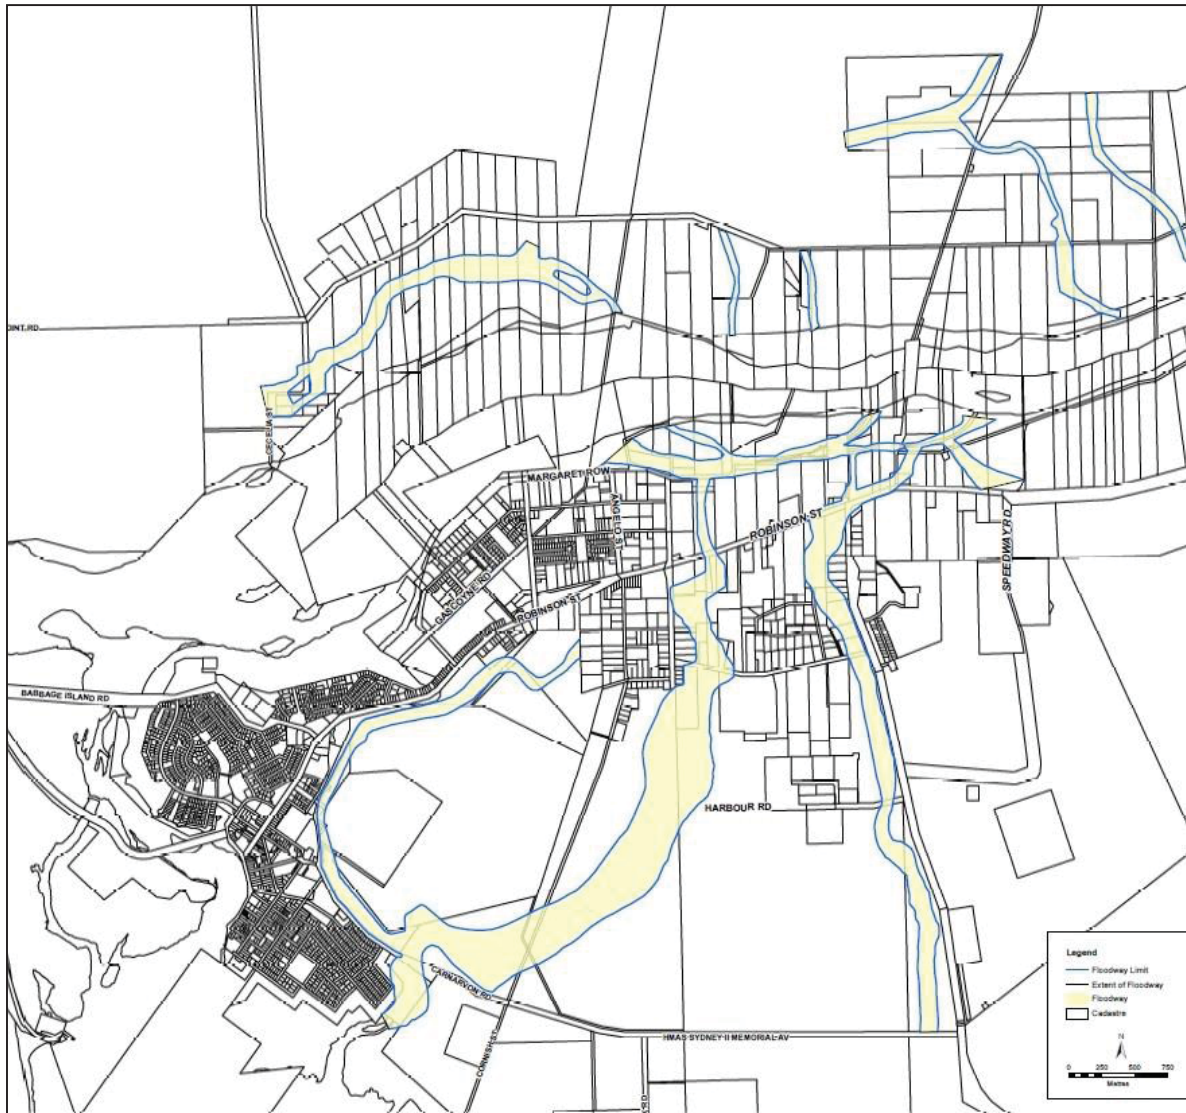 OINT RD
CECELIA ST
MARGARET ROW
ANGELO ST
ROBINSON ST
SPEEDWAY RD
GASCOYNE RD
ROBINSON ST
BABBAGE ISLAND RD
HARBOUR RD
CARNARVON RD
CORNISH ST
HMAS SYDNEY II MEMORIAL AV
Legend
Floodway Limit
Extent of Floodway
Floodway
Cadastre
N
0 250 500 750
Metres